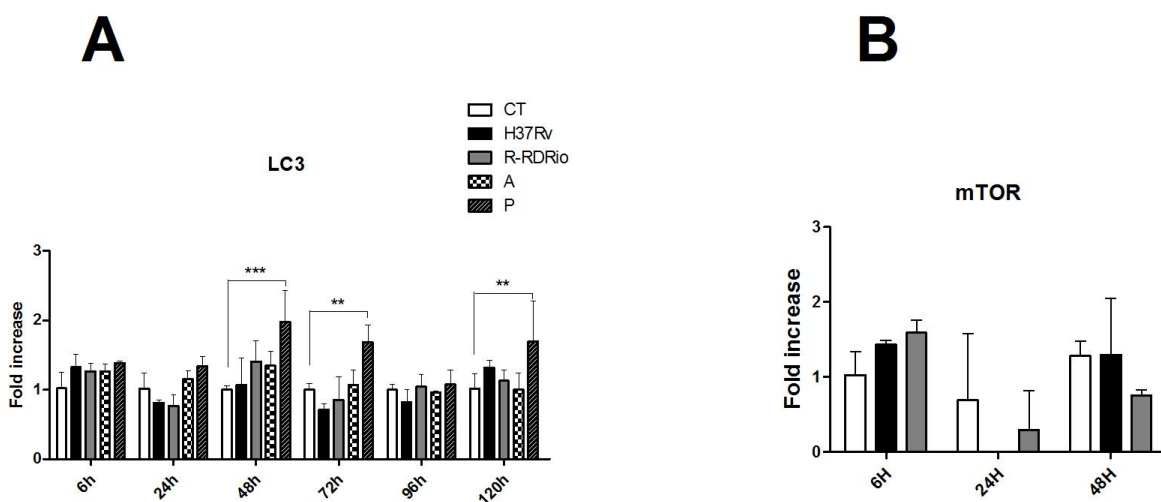 A
CT
H37Rv
R-RDRio
A
P
LC3
Fold increase
3
2
1
0
***
**
**
6h
24h
48h
72h
96h
120h
B
mTOR
Fold increase
3
2
1
0
6H
24H
48H